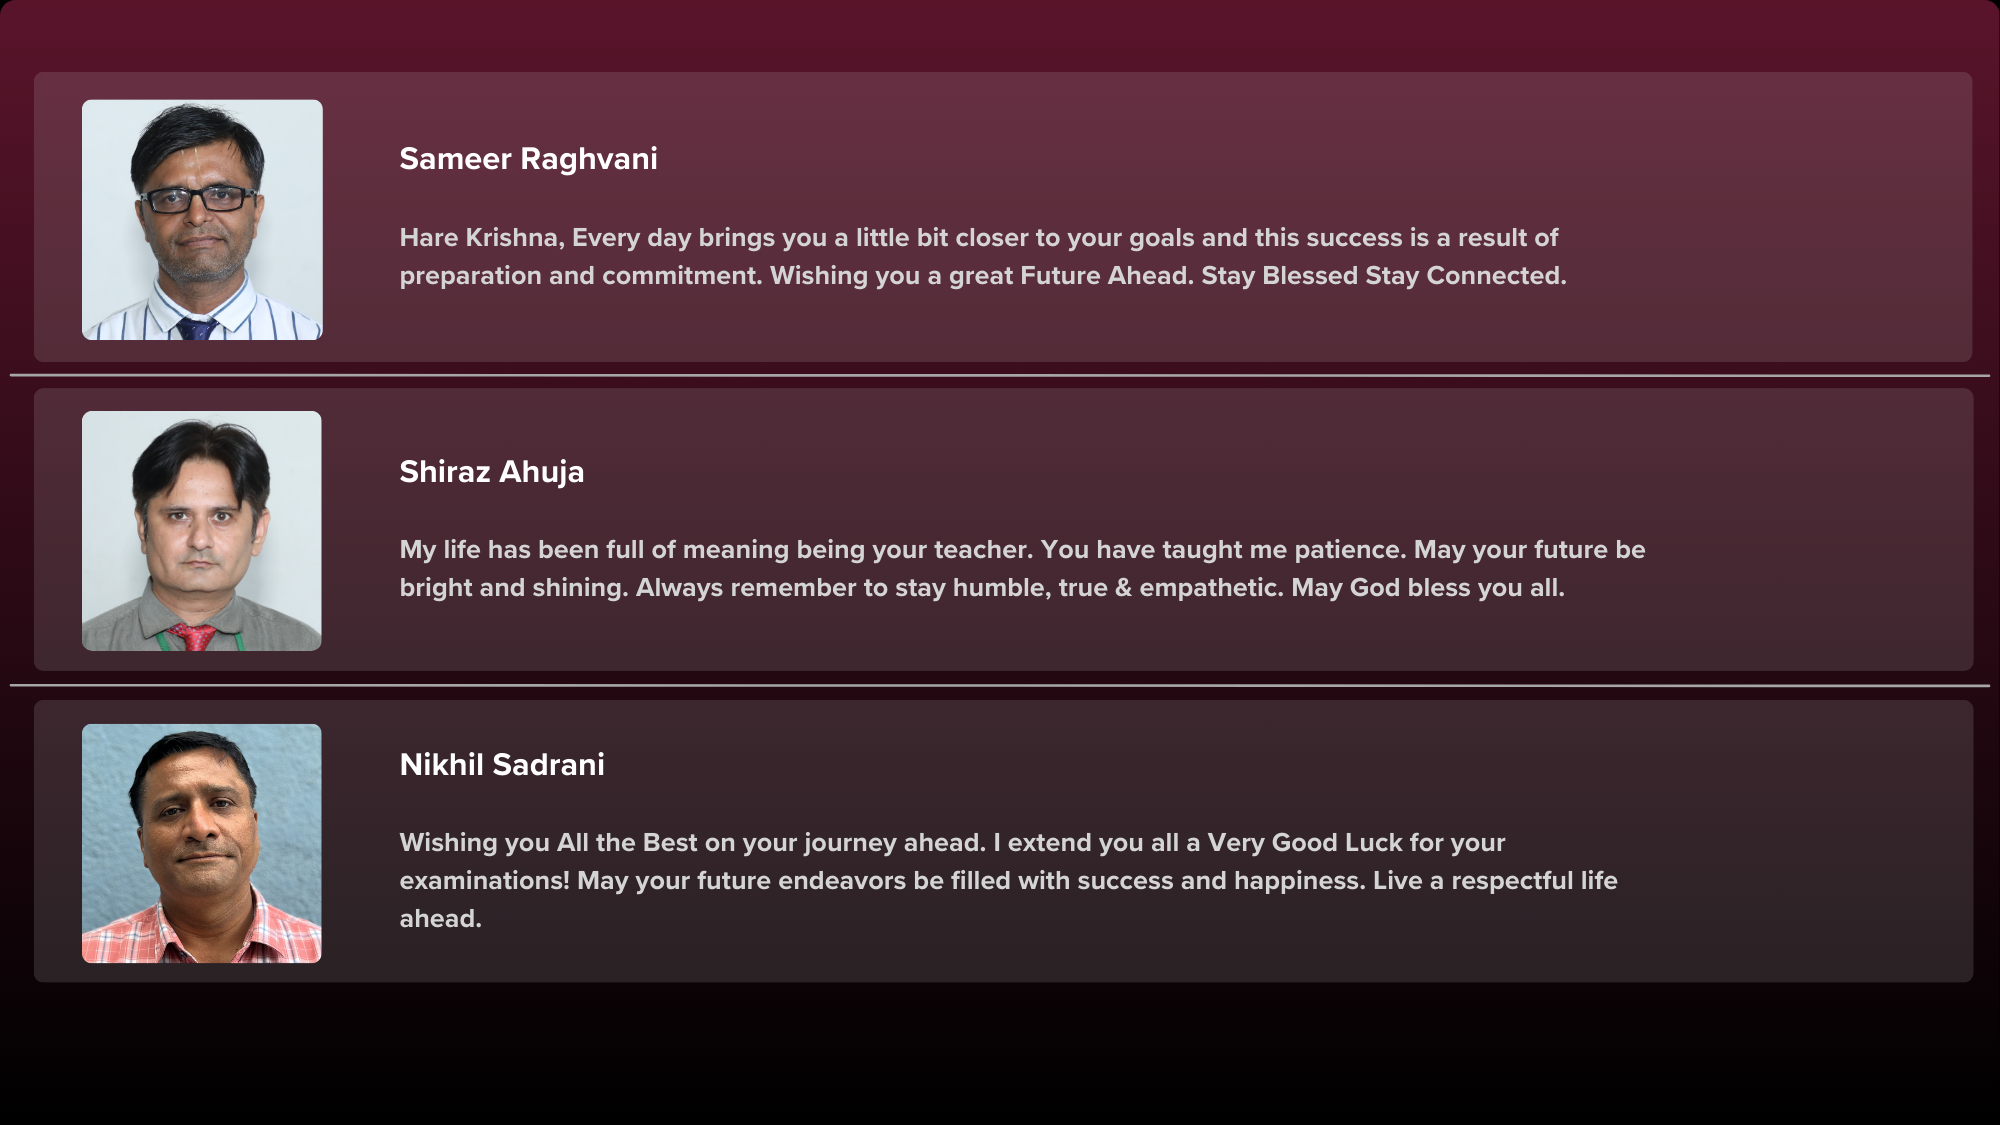 Sameer Raghvani
Hare Krishna, Every day brings you a little bit closer to your goals and this success is a result of
preparation and commitment. Wishing you a great Future Ahead. Stay Blessed Stay Connected.
Shiraz Ahuja
My life has been full of meaning being your teacher. You have taught me patience. May your future be
bright and shining. Always remember to stay humble, true & empathetic. May God bless you all.
Nikhil Sadrani
Wishing you All the Best on your journey ahead. I extend you all a Very Good Luck for your
examinations! May your future endeavors be filled with success and happiness. Live a respectful life
ahead.